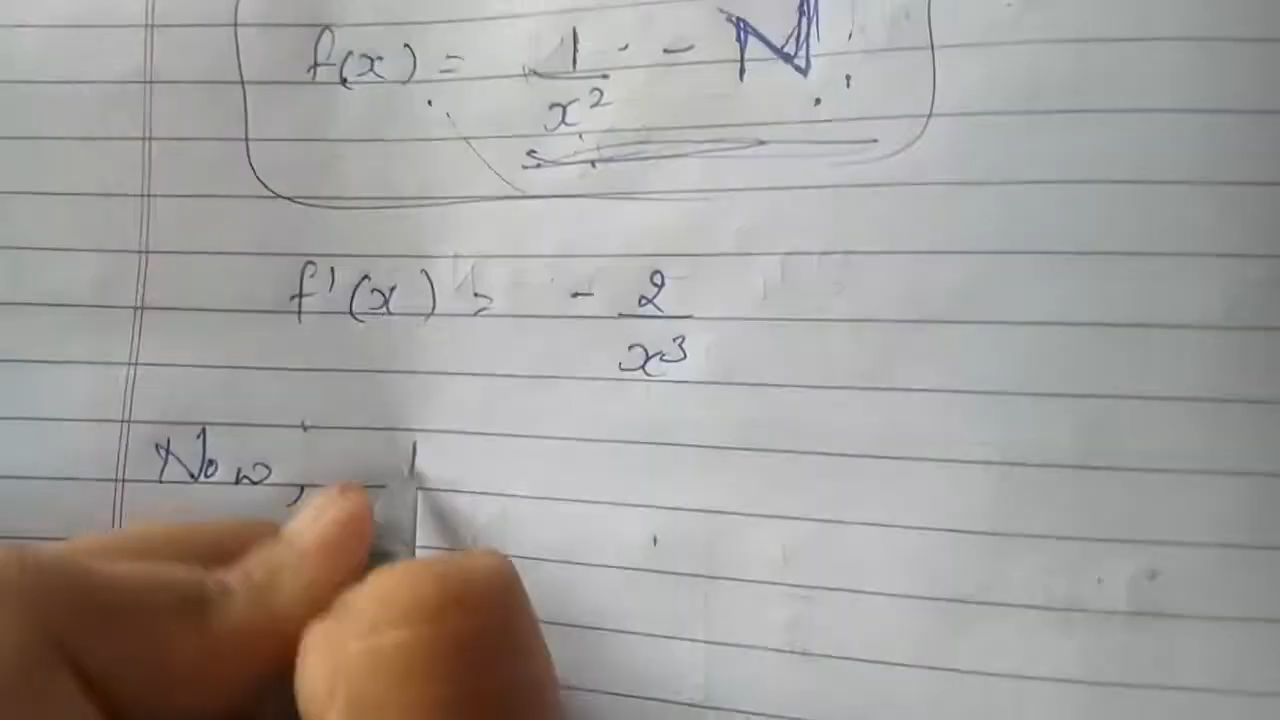 f(x) = 1/x² - N
f'(x) = - 2/x³
Now,